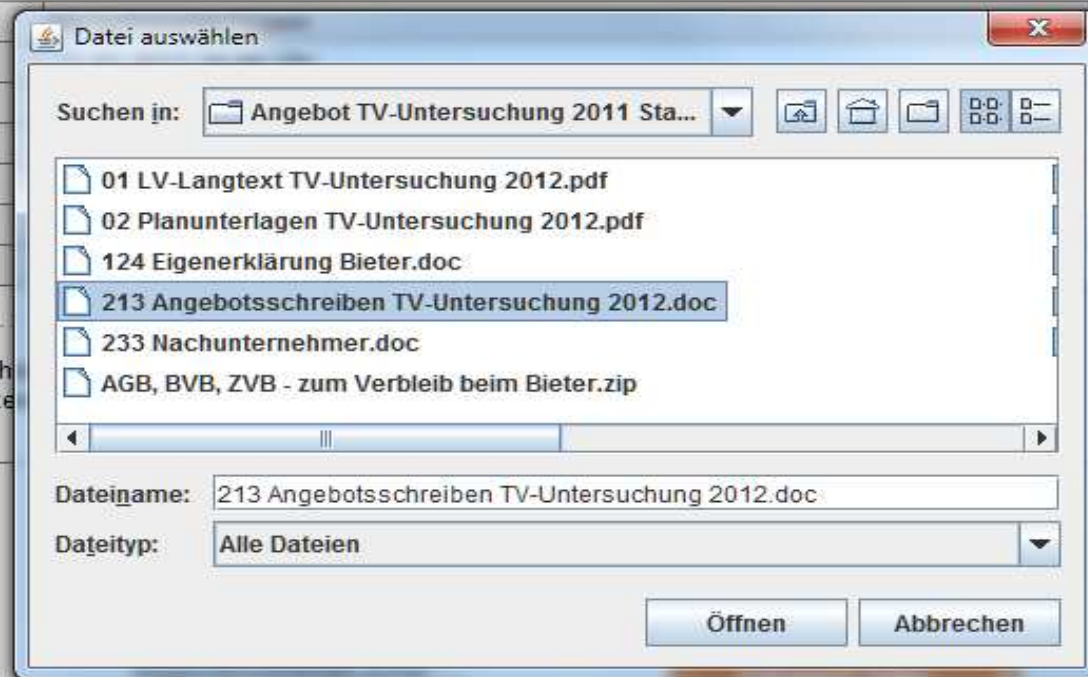 Datei auswählen
Suchen in: Angebot TV-Untersuchung 2011 Sta...
01 LV-Langtext TV-Untersuchung 2012.pdf
02 Planunterlagen TV-Untersuchung 2012.pdf
124 Eigenerklärung Bieter.doc
213 Angebotsschreiben TV-Untersuchung 2012.doc
233 Nachunternehmer.doc
AGB, BVB, ZVB - zum Verbleib beim Bieter.zip
Dateiname: 213 Angebotsschreiben TV-Untersuchung 2012.doc
Dateityp: Alle Dateien
Öffnen Abbrechen